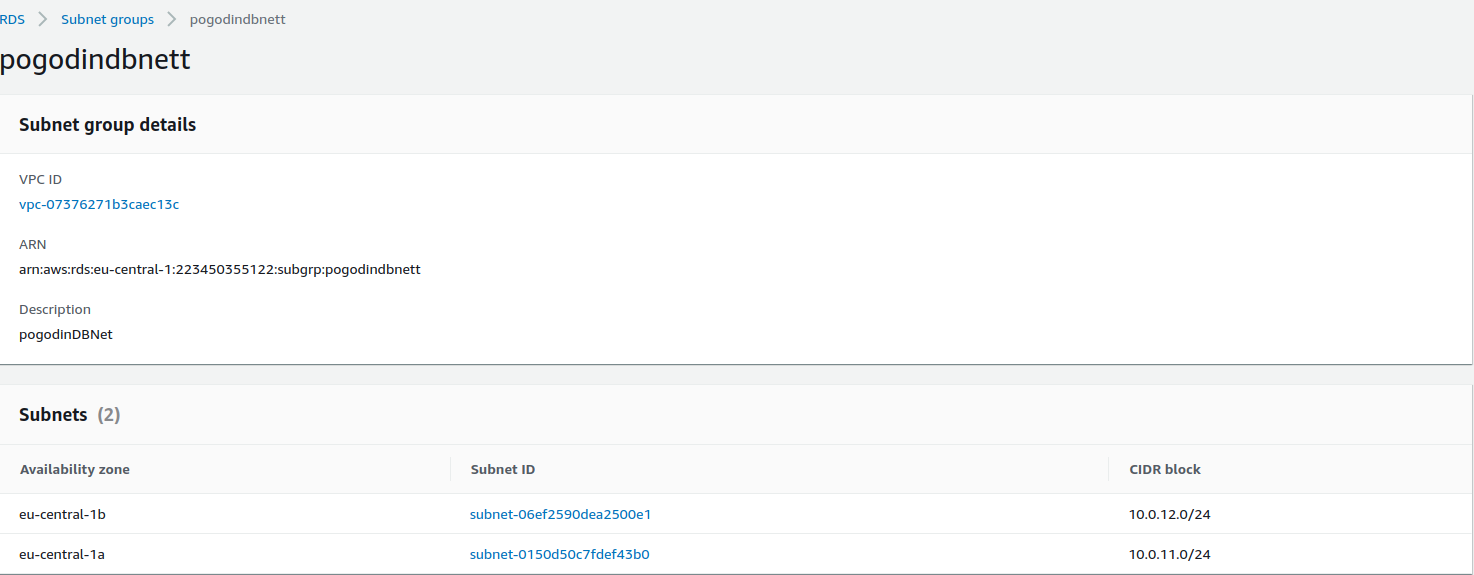 RDS > Subnet groups > pogodindbnett
pogodindbnett
Subnet group details
VPC ID
vpc-07376271b3caec13c
ARN
arn:aws:rds:eu-central-1:223450355122:subgrp:pogodindbnett
Description
pogodinDBNet
Subnets (2)
Availability zone Subnet ID CIDR block
eu-central-1b subnet-06ef2590dea2500e1 10.0.12.0/24
eu-central-1a subnet-0150d50c7fdef43b0 10.0.11.0/24